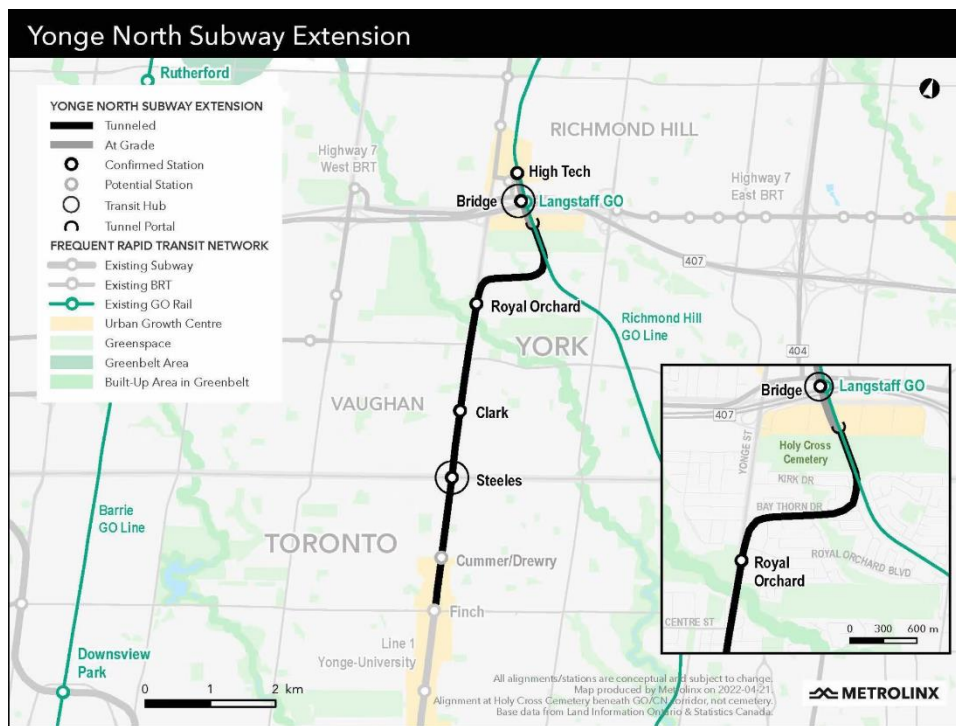 Yonge North Subway Extension
Rutherford
YONGE NORTH SUBWAY EXTENSION
Tunneled
At Grade
Confirmed Station
Potential Station
Transit Hub
Tunnel Portal
FREQUENT RAPID TRANSIT NETWORK
Existing Subway
Existing BRT
Existing GO Rail
Urban Growth Centre
Greenspace
Greenbelt Area
Built-Up Area in Greenbelt
RICHMOND HILL
Highway 7
West BRT
High Tech
Highway 7
East BRT
Bridge
Langstaff GO
407
Royal Orchard
Richmond Hill
GO Line
YORK
404
VAUGHAN
Clark
Steeles
Barrie
GO Line
TORONTO
Cummer/Drewry
Finch
Line 1
Yonge-University
Downsview
Park
0 1 2 km
Bridge
Langstaff GO
407
YONGE ST
Holy Cross
Cemetery
KIRK DR
BAY THORN DR
ROYAL ORCHARD BLVD
Royal
Orchard
CENTRE ST
0 300 600 m
All alignments/stations are conceptual and subject to change.
Map produced by Metrolinx on 2022-04-21.
Alignment at Holy Cross Cemetery beneath GO/CN corridor, not cemetery.
Base data from Land Information Ontario & Statistics Canada.
METROLINX